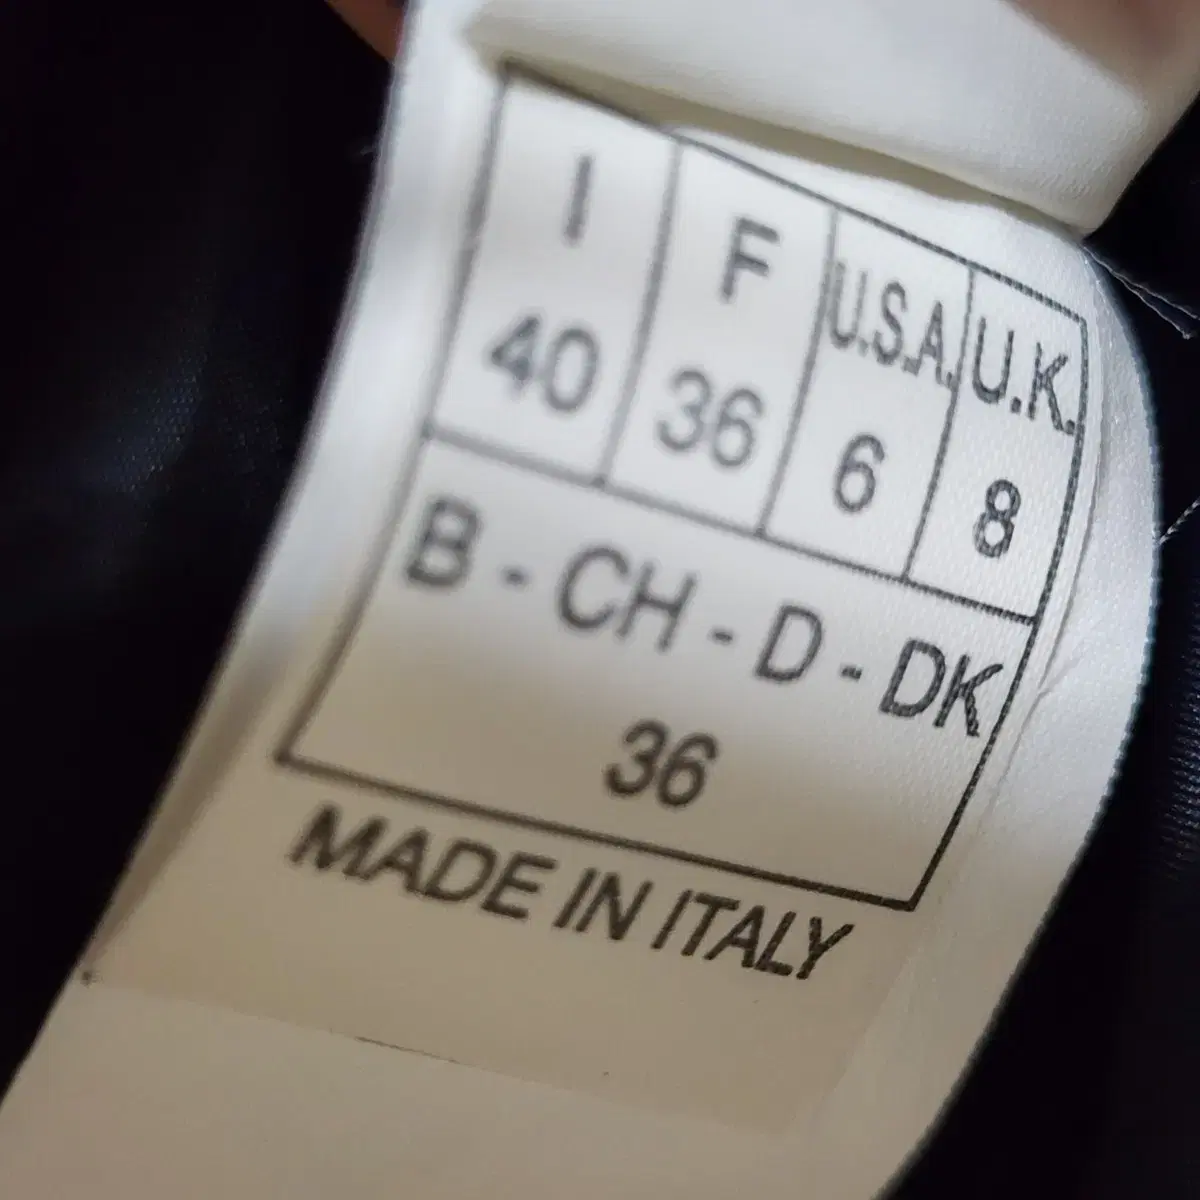 I F U.S.A. U.K.
40 36 6 8
B - CH - D - DK
36
MADE IN ITALY